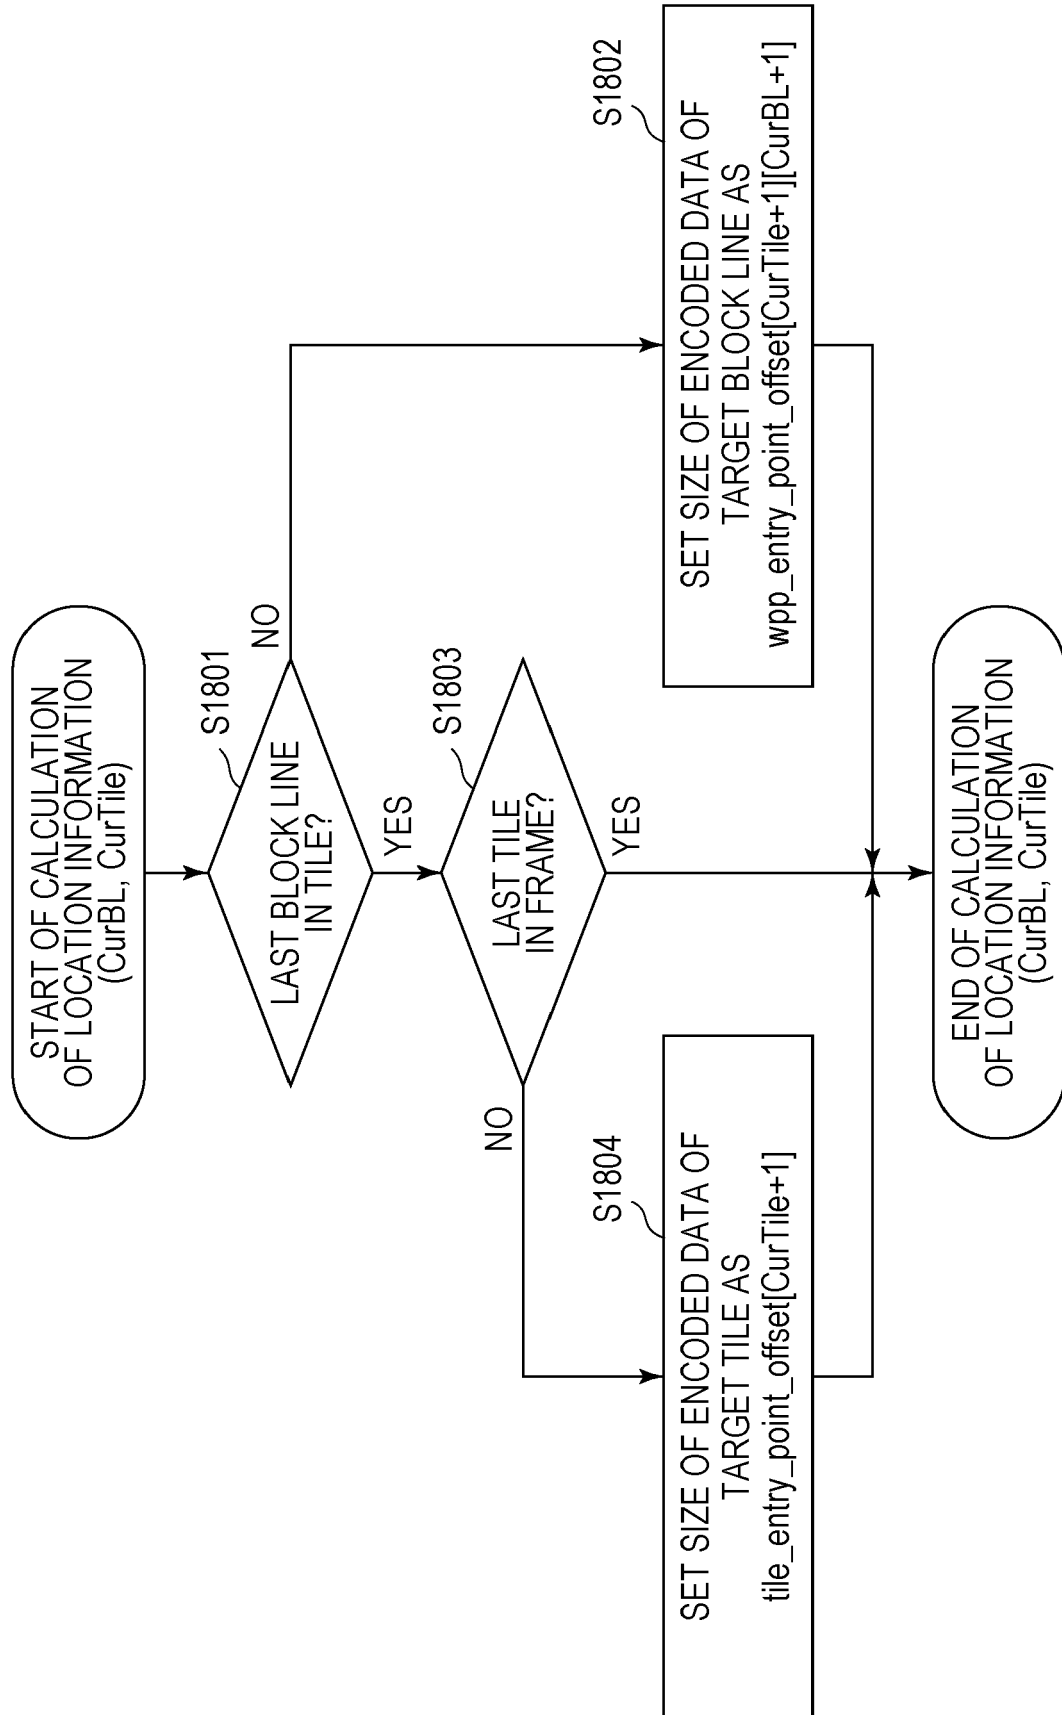 START OF CALCULATION
OF LOCATION INFORMATION
(CurBL, CurTile)
S1801
LAST BLOCK LINE
IN TILE?
NO
YES
S1803
LAST TILE
IN FRAME?
NO
YES
S1804
SET SIZE OF ENCODED DATA OF
TARGET TILE AS
tile_entry_point_offset[CurTile+1]
S1802
SET SIZE OF ENCODED DATA OF
TARGET BLOCK LINE AS
wpp_entry_point_offset[CurTile+1][CurBL+1]
END OF CALCULATION
OF LOCATION INFORMATION
(CurBL, CurTile)